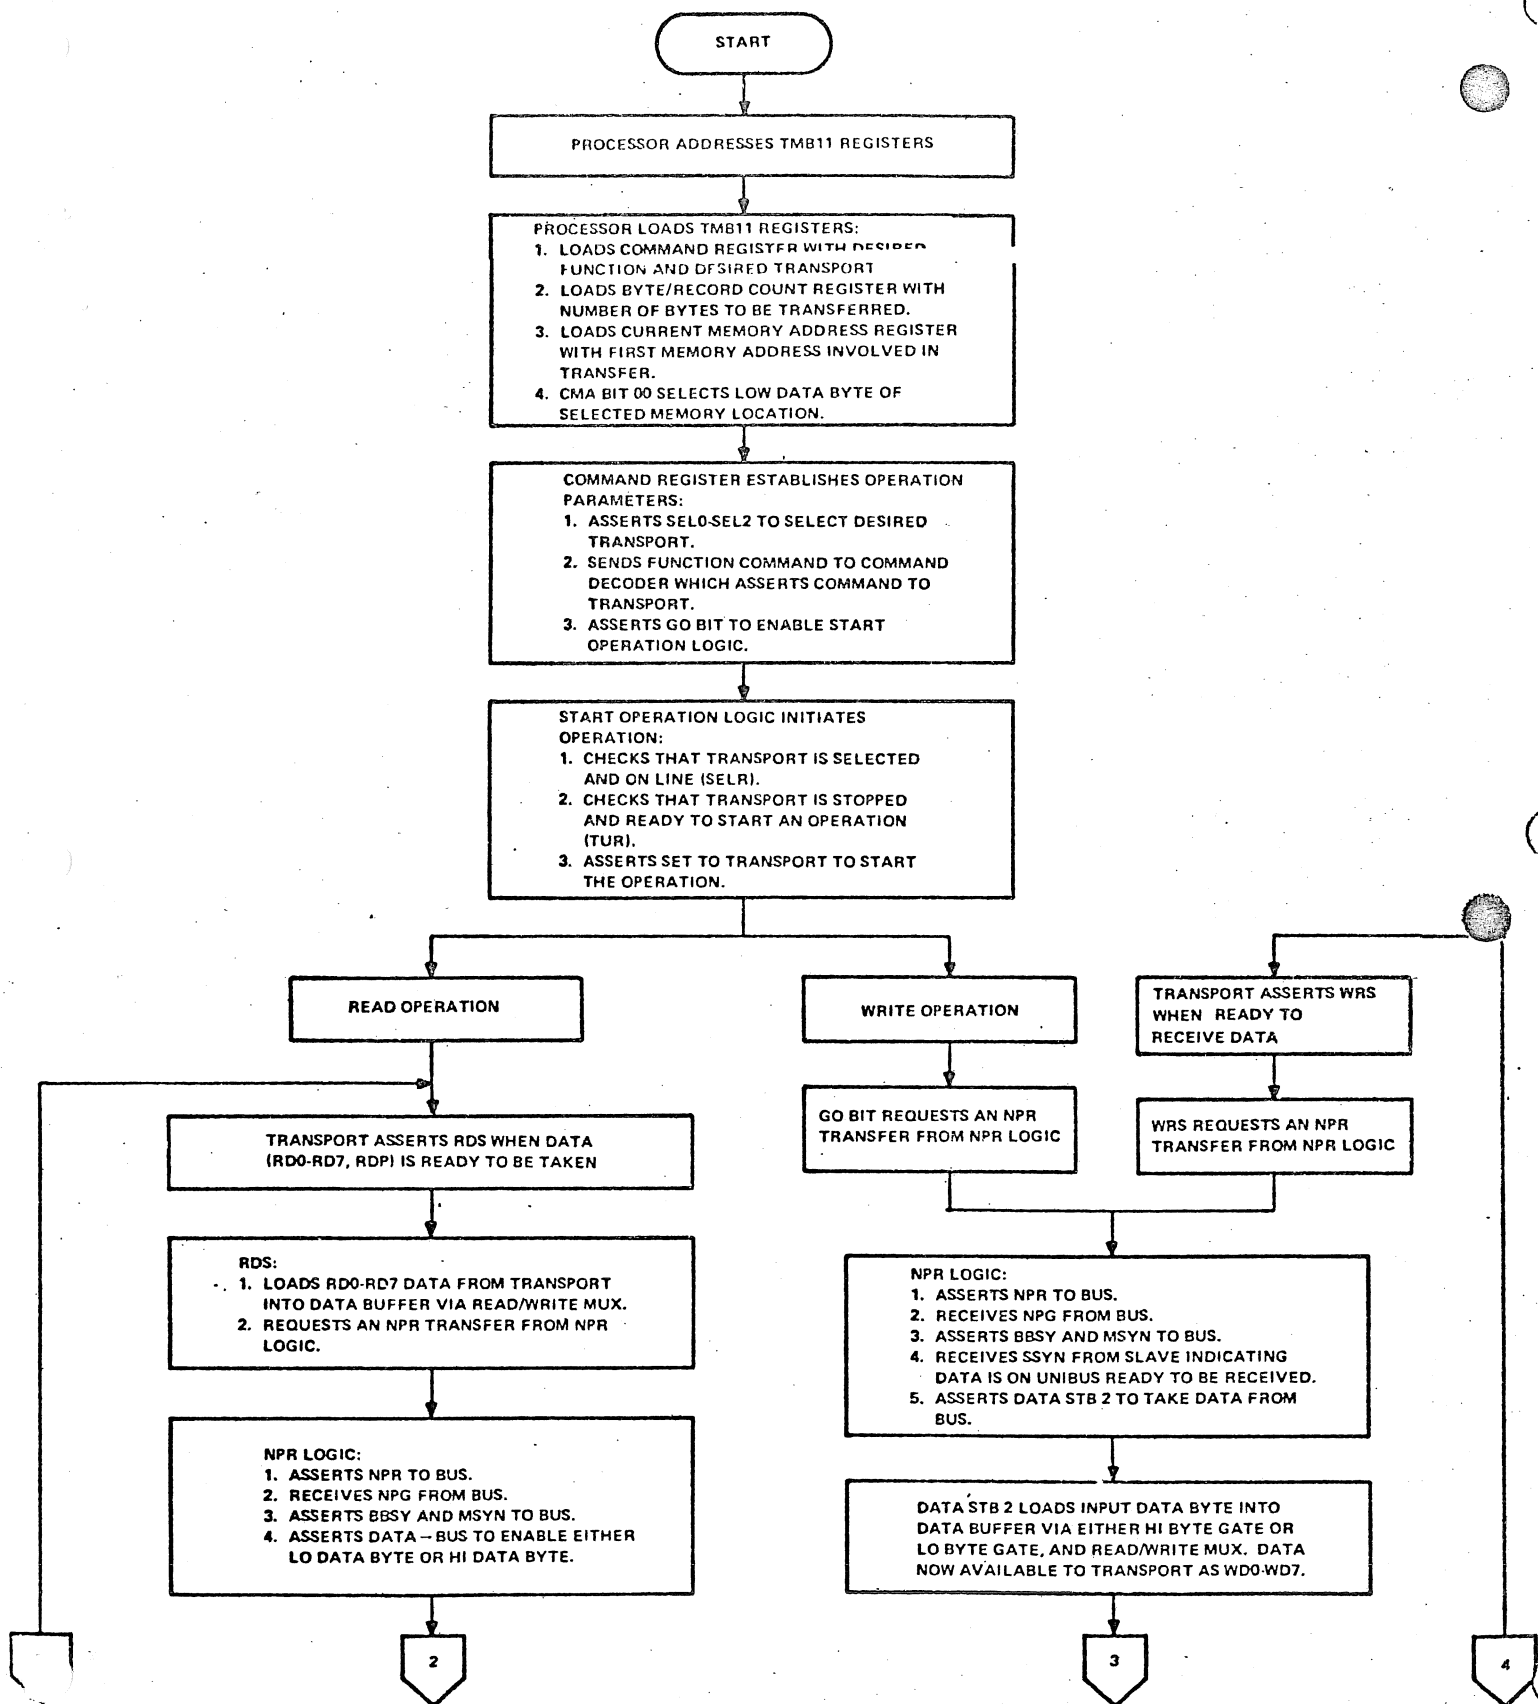 START
PROCESSOR ADDRESSES TMB11 REGISTERS
PROCESSOR LOADS TMB11 REGISTERS:
1. LOADS COMMAND REGISTER WITH DESIRED
FUNCTION AND DESIRED TRANSPORT
2. LOADS BYTE/RECORD COUNT REGISTER WITH
NUMBER OF BYTES TO BE TRANSFERRED.
3. LOADS CURRENT MEMORY ADDRESS REGISTER
WITH FIRST MEMORY ADDRESS INVOLVED IN
TRANSFER.
4. CMA BIT 00 SELECTS LOW DATA BYTE OF
SELECTED MEMORY LOCATION.
COMMAND REGISTER ESTABLISHES OPERATION
PARAMETERS:
1. ASSERTS SEL0-SEL2 TO SELECT DESIRED
TRANSPORT.
2. SENDS FUNCTION COMMAND TO COMMAND
DECODER WHICH ASSERTS COMMAND TO
TRANSPORT.
3. ASSERTS GO BIT TO ENABLE START
OPERATION LOGIC.
START OPERATION LOGIC INITIATES
OPERATION:
1. CHECKS THAT TRANSPORT IS SELECTED
AND ON LINE (SELR).
2. CHECKS THAT TRANSPORT IS STOPPED
AND READY TO START AN OPERATION
(TUR).
3. ASSERTS SET TO TRANSPORT TO START
THE OPERATION.
READ OPERATION
TRANSPORT ASSERTS RDS WHEN DATA
(RD0-RD7, RDP) IS READY TO BE TAKEN
RDS:
1. LOADS RD0-RD7 DATA FROM TRANSPORT
INTO DATA BUFFER VIA READ/WRITE MUX.
2. REQUESTS AN NPR TRANSFER FROM NPR
LOGIC.
NPR LOGIC:
1. ASSERTS NPR TO BUS.
2. RECEIVES NPG FROM BUS.
3. ASSERTS BBSY AND MSYN TO BUS.
4. ASSERTS DATA – BUS TO ENABLE EITHER
LO DATA BYTE OR HI DATA BYTE.
2
WRITE OPERATION
GO BIT REQUESTS AN NPR
TRANSFER FROM NPR LOGIC
TRANSPORT ASSERTS WRS
WHEN READY TO
RECEIVE DATA
WRS REQUESTS AN NPR
TRANSFER FROM NPR LOGIC
NPR LOGIC:
1. ASSERTS NPR TO BUS.
2. RECEIVES NPG FROM BUS.
3. ASSERTS BBSY AND MSYN TO BUS.
4. RECEIVES SSYN FROM SLAVE INDICATING
DATA IS ON UNIBUS READY TO BE RECEIVED.
5. ASSERTS DATA STB 2 TO TAKE DATA FROM
BUS.
DATA STB 2 LOADS INPUT DATA BYTE INTO
DATA BUFFER VIA EITHER HI BYTE GATE OR
LO BYTE GATE, AND READ/WRITE MUX. DATA
NOW AVAILABLE TO TRANSPORT AS WD0-WD7.
3
4